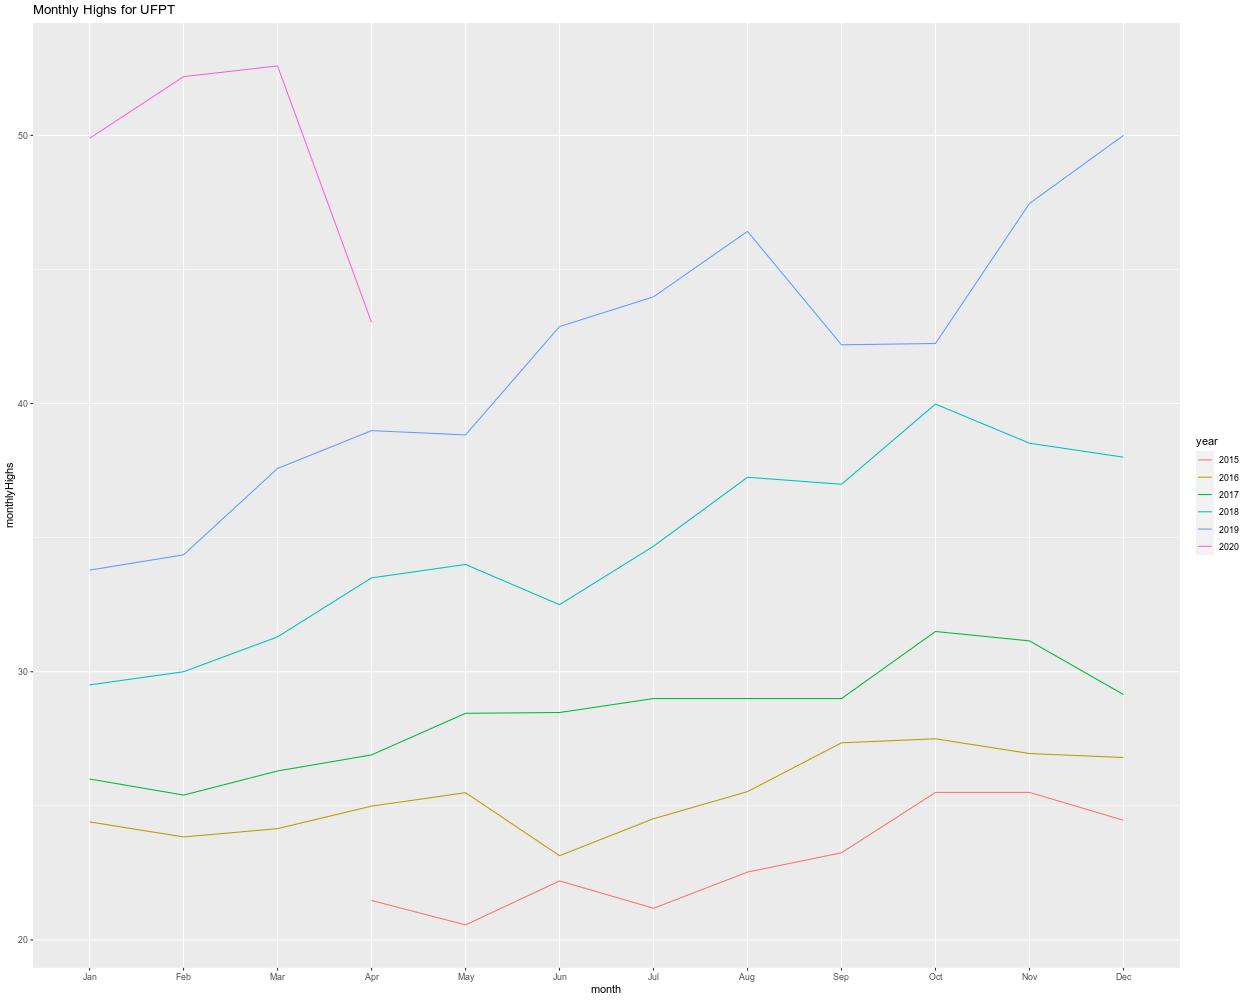 Monthly Highs for UFPT
50
40
30
20
monthlyHighs
Jan Feb Mar Apr May Jun Jul Aug Sep Oct Nov Dec
month
year
2015
2016
2017
2018
2019
2020